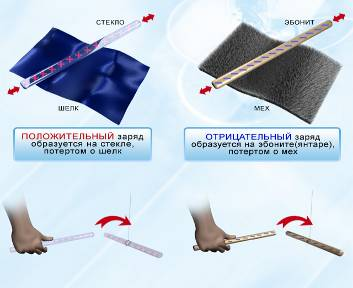 СТЕКЛО
ШЕЛК
ПОЛОЖИТЕЛЬНЫЙ заряд
образуется на стекле,
потертом о шелк
ЭБОНИТ
МЕХ
ОТРИЦАТЕЛЬНЫЙ заряд
образуется на эбоните(янтаре),
потертом о мех